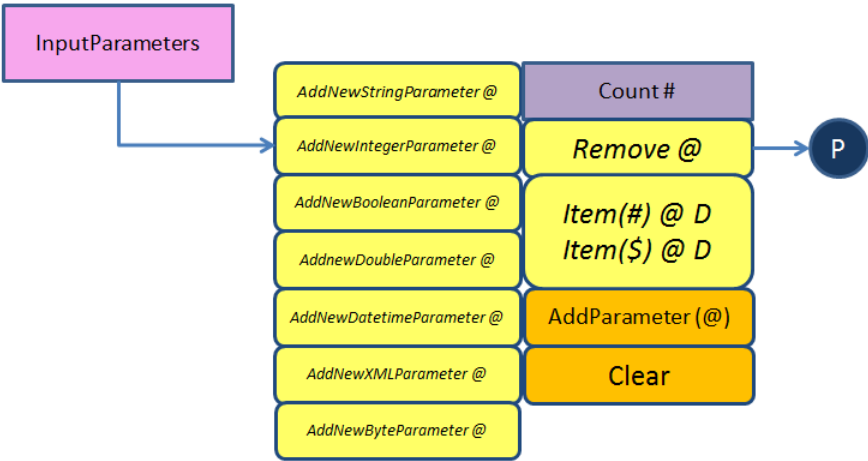 InputParameters
AddNewStringParameter @
Count #
AddNewIntegerParameter @
Remove @
P
AddNewBooleanParameter @
Item(#) @ D
Item($) @ D
AddnewDoubleParameter @
AddNewDatetimeParameter @
AddParameter (@)
AddNewXMLParameter @
Clear
AddNewByteParameter @